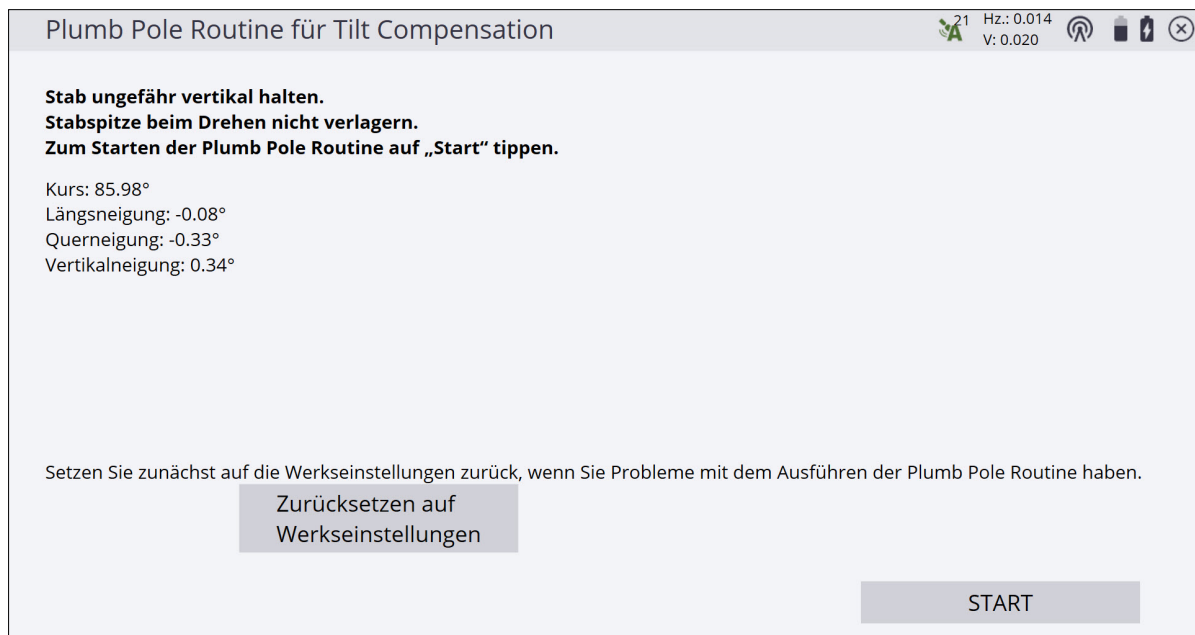 Plumb Pole Routine für Tilt Compensation
21
Hz.: 0.014
V: 0.020
Stab ungefähr vertikal halten.
Stabspitze beim Drehen nicht verlagern.
Zum Starten der Plumb Pole Routine auf „Start“ tippen.
Kurs: 85.98°
Längsneigung: -0.08°
Querneigung: -0.33°
Vertikalneigung: 0.34°
Setzen Sie zunächst auf die Werkseinstellungen zurück, wenn Sie Probleme mit dem Ausführen der Plumb Pole Routine haben.
Zurücksetzen auf
Werkseinstellungen
START